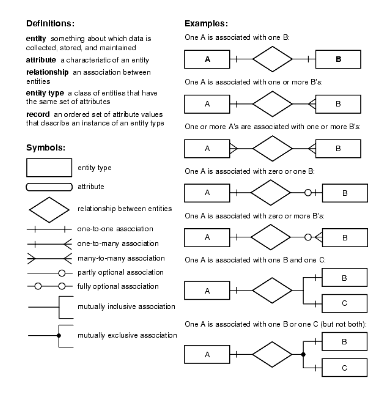 Definitions:
entity something about which data is
collected, stored, and maintained
attribute a characteristic of an entity
relationship an association between
entities
entity type a class of entities that have
the same set of attributes
record an ordered set of attribute values
that describe an instance of an entity type
Symbols:
entity type
attribute
relationship between entities
one-to-one association
one-to-many association
many-to-many association
partly optional association
fully optional association
mutually inclusive association
mutually exclusive association
Examples:
One A is associated with one B:
A B
One A is associated with one or more B's:
A B
One or more A's are associated with one or more B's:
A B
One A is associated with zero or one B:
A B
One A is associated with zero or more B's:
A B
One A is associated with one B and one C:
B
A
C
One A is associated with one B or one C (but not both):
B
A
C